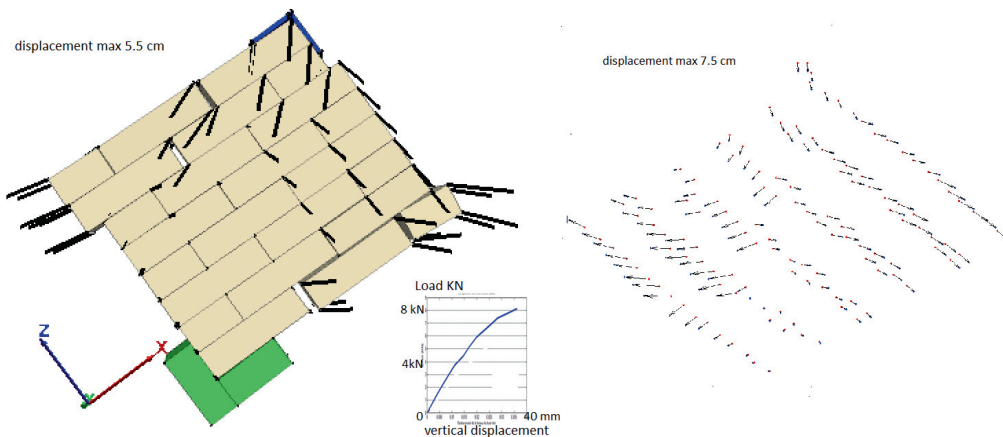 displacement max 5.5 cm
displacement max 7.5 cm
Z
X
Y
Load KN
8 kN
4kN
0
40 mm
vertical displacement